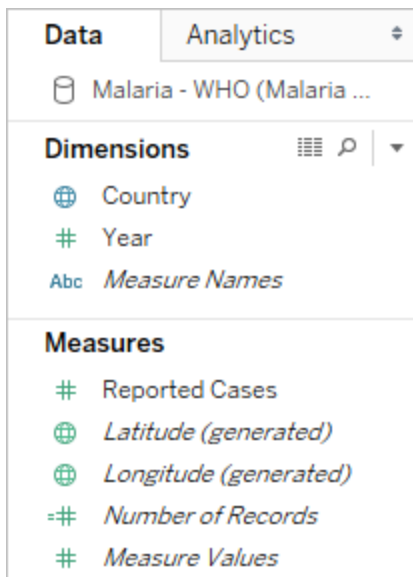 Data Analytics
Malaria - WHO (Malaria ...
Dimensions
Country
Year
Abc Measure Names
Measures
Reported Cases
Latitude (generated)
Longitude (generated)
=# Number of Records
Measure Values